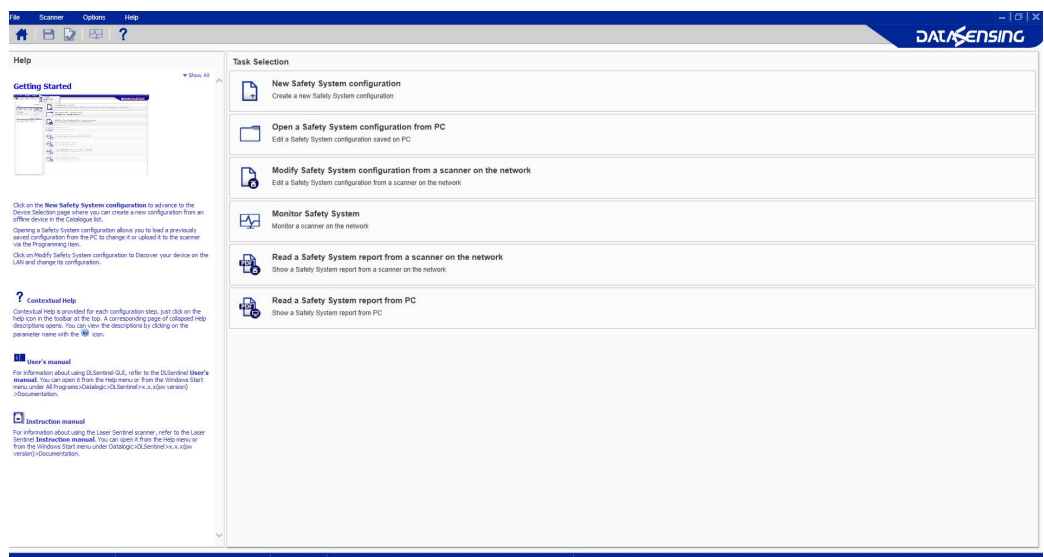 File Scanner Options Help
DATASENSING
Help
Show All
Getting Started
Click on the New Safety System configuration to advance to the
Device Selection page where you can create a new configuration from an
offline device in the Catalogue list.
Opening a Safety System configuration allows you to load a previously
saved configuration from the PC to change it or upload it to the scanner
via the Programming item.
Click on Modify Safety System configuration to Discover your device on the
LAN and change its configuration.
? Contextual Help
Contextual Help is provided for each configuration step, just click on the
help icon in the toolbar at the top. A corresponding page of collapsed Help
descriptions opens. You can view the descriptions by clicking on the
parameter name with the icon.
User's manual
For information about using DLSentinel GUI, refer to the DLSentinel User's
manual. You can open it from the Help menu or from the Windows Start
menu under All Programs>Datalogic>DLSentinel>x.x.x(sw version)
>Documentation.
Instruction manual
For information about using the Laser Sentinel scanner, refer to the Laser
Sentinel Instruction manual. You can open it from the Help menu or
from the Windows Start menu under Datalogic>DLSentinel>x.x.x(sw
version)>Documentation.
Task Selection
New Safety System configuration
Create a new Safety System configuration
Open a Safety System configuration from PC
Edit a Safety System configuration saved on PC
Modify Safety System configuration from a scanner on the network
Edit a Safety System configuration from a scanner on the network
Monitor Safety System
Monitor a scanner on the network
PDF
Read a Safety System report from a scanner on the network
Show a Safety System report from a scanner on the network
PDF
Read a Safety System report from PC
Show a Safety System report from PC